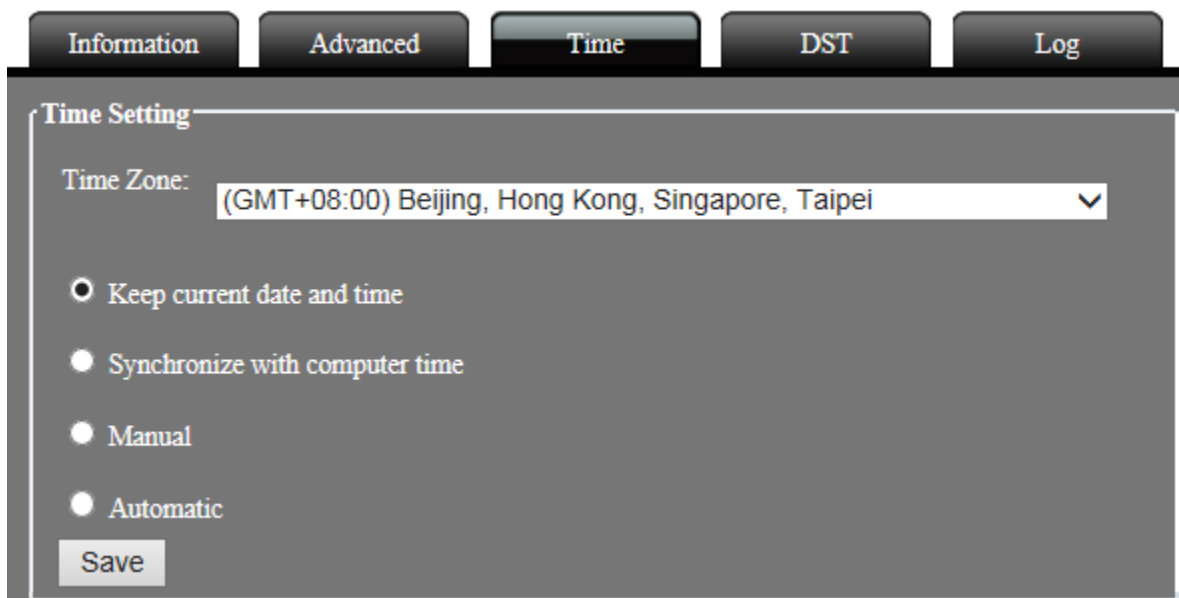 Information
Advanced
Time
DST
Log
Time Setting
Time Zone:
(GMT+08:00) Beijing, Hong Kong, Singapore, Taipei
Keep current date and time
Synchronize with computer time
Manual
Automatic
Save